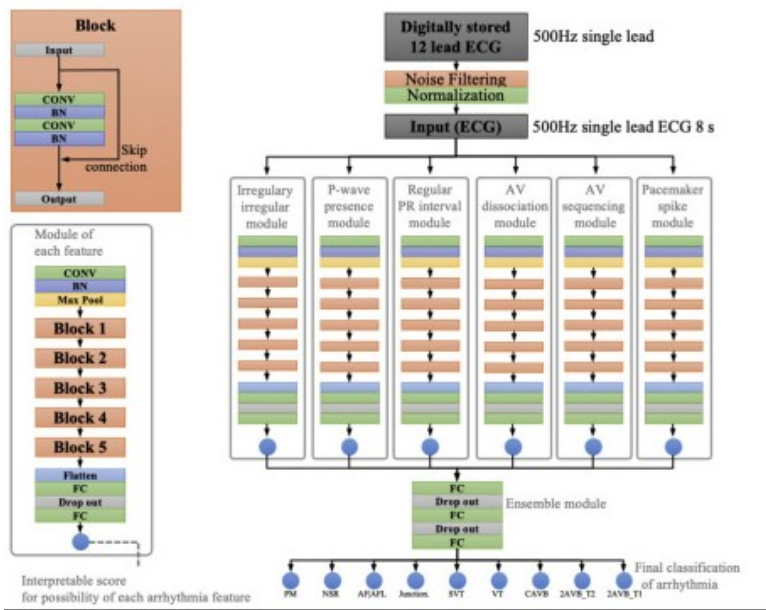 Block
Input
CONV
BN
CONV
BN
Skip
connection
Output
Module of
each feature
CONV
BN
Max Pool
Block 1
Block 2
Block 3
Block 4
Block 5
Flatten
FC
Drop out
FC
Interpretable score
for possibility of each arrhythmia feature
Digitally stored
12 lead ECG
500Hz single lead
Noise Filtering
Normalization
Input (ECG)
500Hz single lead ECG 8 s
Irregulary
irregular
module
P-wave
presence
module
Regular
PR interval
module
AV
dissociation
module
AV
sequencing
module
Pacemaker
spike
module
FC
Drop out
FC
Drop out
FC
Ensemble module
Final classification
of arrhythmia
PM
NSR
AF/AFL
Junction.
SVT
VT
CAVB
2AVB_T2
2AVB_T1